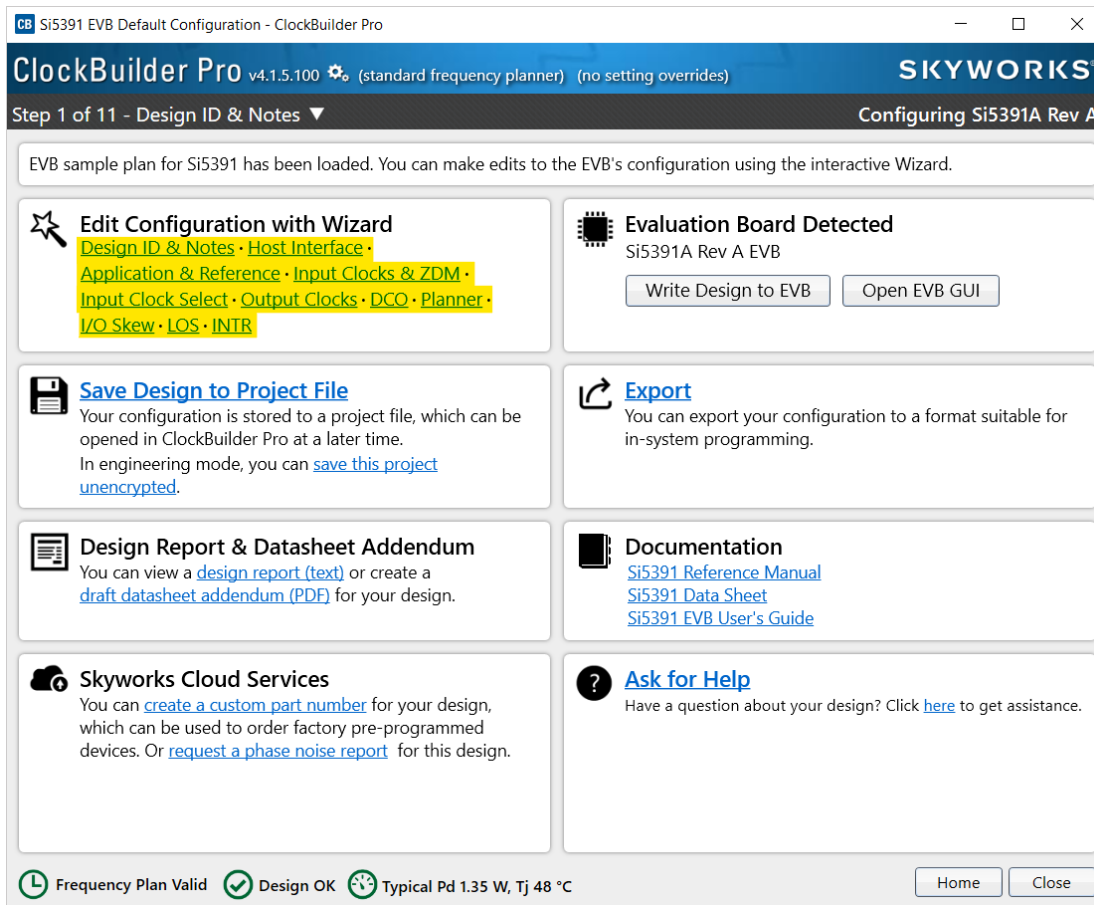 CB Si5391 EVB Default Configuration - ClockBuilder Pro
ClockBuilder Pro v4.1.5.100 (standard frequency planner) (no setting overrides) SKYWORKS®
Step 1 of 11 - Design ID & Notes ▼ Configuring Si5391A Rev A
EVB sample plan for Si5391 has been loaded. You can make edits to the EVB's configuration using the interactive Wizard.
Edit Configuration with Wizard
Design ID & Notes · Host Interface ·
Application & Reference · Input Clocks & ZDM ·
Input Clock Select · Output Clocks · DCO · Planner ·
I/O Skew · LOS · INTR
Evaluation Board Detected
Si5391A Rev A EVB
Write Design to EVB Open EVB GUI
Save Design to Project File
Your configuration is stored to a project file, which can be
opened in ClockBuilder Pro at a later time.
In engineering mode, you can save this project
unencrypted.
Export
You can export your configuration to a format suitable for
in-system programming.
Design Report & Datasheet Addendum
You can view a design report (text) or create a
draft datasheet addendum (PDF) for your design.
Documentation
Si5391 Reference Manual
Si5391 Data Sheet
Si5391 EVB User's Guide
Skyworks Cloud Services
You can create a custom part number for your design,
which can be used to order factory pre-programmed
devices. Or request a phase noise report for this design.
? Ask for Help
Have a question about your design? Click here to get assistance.
Frequency Plan Valid Design OK Typical Pd 1.35 W, Tj 48 °C Home Close